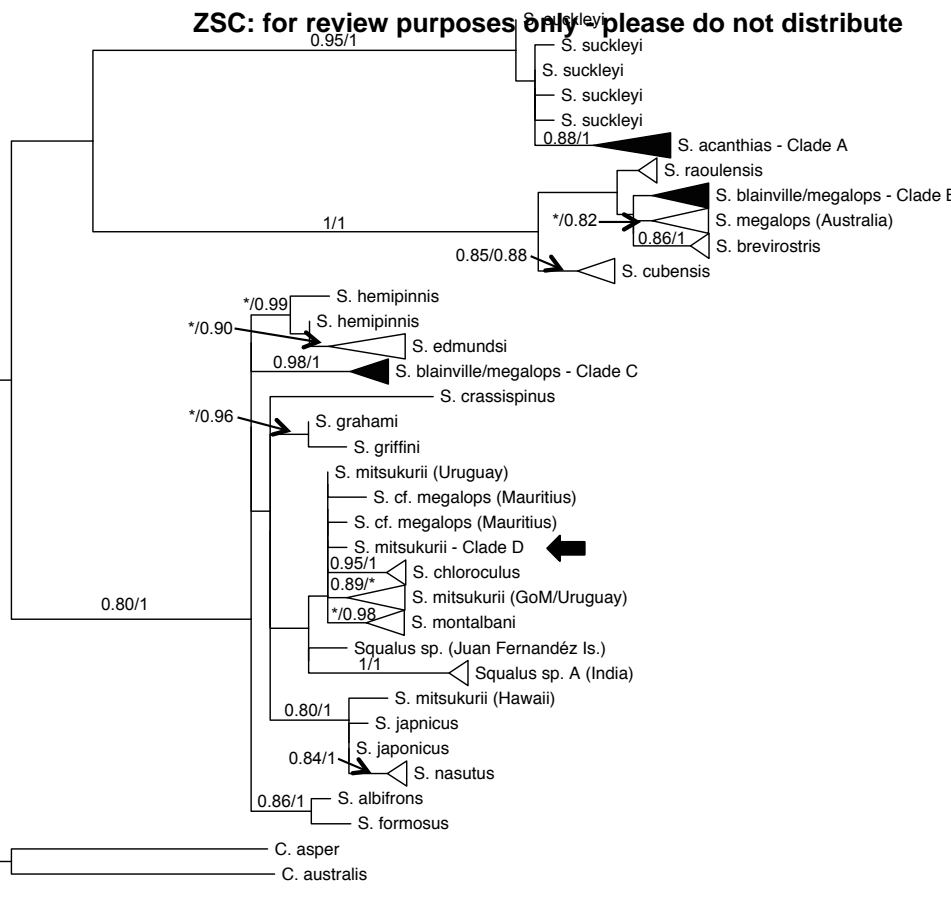 ZSC: for review purposes only - please do not distribute
S. suckleyi
0.95/1
S. suckleyi
S. suckleyi
S. suckleyi
S. suckleyi
0.88/1
S. acanthias - Clade A
S. raoulensis
S. blainville/megalops - Clade
*/0.82
S. megalops (Australia)
1/1
0.86/1
S. brevirostris
0.85/0.88
S. cubensis
S. hemipinnis
*/0.99
S. hemipinnis
*/0.90
S. edmundsi
0.98/1
S. blainville/megalops - Clade C
S. crassispinus
*/0.96
S. grahami
S. griffini
S. mitsukurii (Uruguay)
S. cf. megalops (Mauritius)
S. cf. megalops (Mauritius)
S. mitsukurii - Clade D
0.95/1
S. chloroculus
0.89/*
S. mitsukurii (GoM/Uruguay)
0.80/1
*/0.98
S. montalbani
Squalus sp. (Juan Fernandéz Is.)
1/1
Squalus sp. A (India)
S. mitsukurii (Hawaii)
0.80/1
S. japnicus
S. japonicus
0.84/1
S. nasutus
S. albifrons
0.86/1
S. formosus
C. asper
C. australis